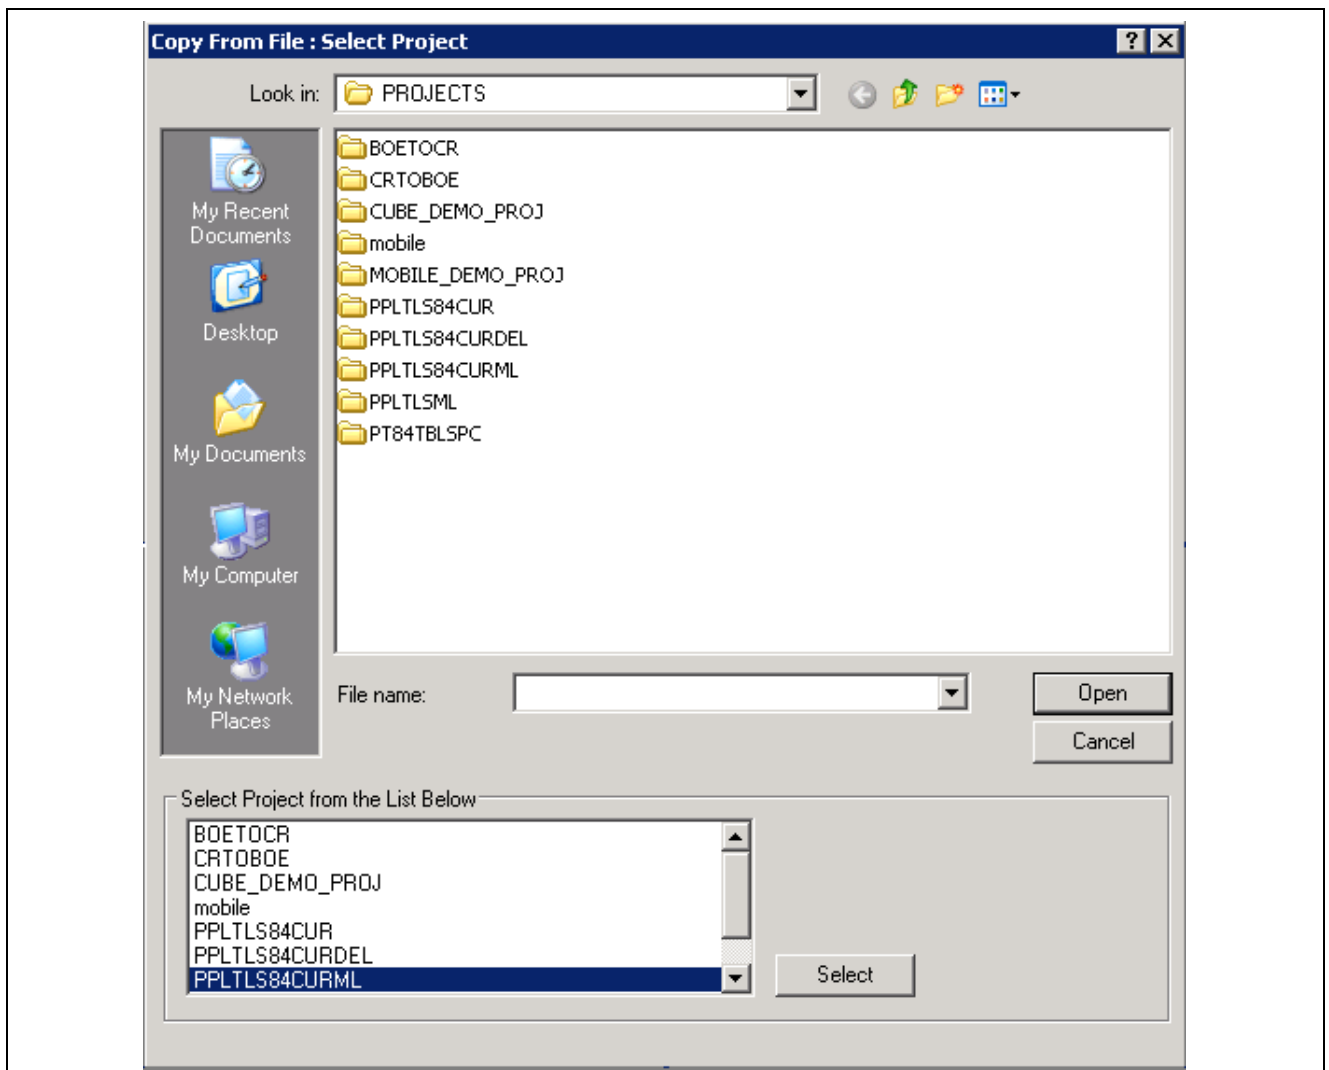 Copy From File : Select Project
Look in:
PROJECTS
My Recent
Documents
Desktop
My Documents
My Computer
My Network
Places
BOETOCR
CRTOBOE
CUBE_DEMO_PROJ
mobile
MOBILE_DEMO_PROJ
PPLTLS84CUR
PPLTLS84CURDEL
PPLTLS84CURML
PPLTLSML
PT84TBLSPC
File name:
Open
Cancel
Select Project from the List Below
BOETOCR
CRTOBOE
CUBE_DEMO_PROJ
mobile
PPLTLS84CUR
PPLTLS84CURDEL
PPLTLS84CURML
Select